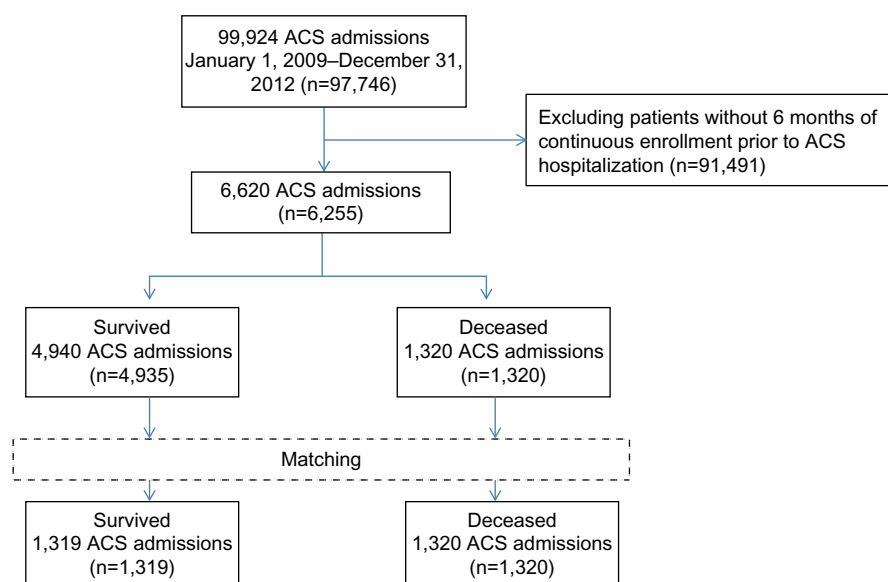 99,924 ACS admissions
January 1, 2009–December 31,
2012 (n=97,746)
Excluding patients without 6 months of
continuous enrollment prior to ACS
hospitalization (n=91,491)
6,620 ACS admissions
(n=6,255)
Survived
4,940 ACS admissions
(n=4,935)
Deceased
1,320 ACS admissions
(n=1,320)
Matching
Survived
1,319 ACS admissions
(n=1,319)
Deceased
1,320 ACS admissions
(n=1,320)